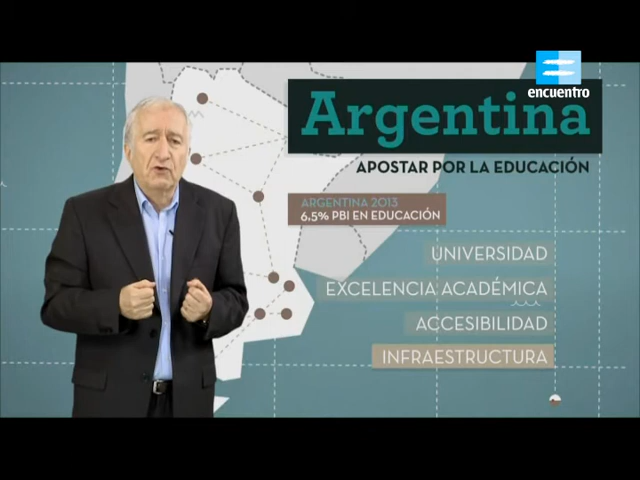 encuentro
Argentina
APOSTAR POR LA EDUCACIÓN
ARGENTINA 2013
6,5% PBI EN EDUCACIÓN
UNIVERSIDAD
EXCELENCIA ACADÉMICA
ACCESIBILIDAD
INFRAESTRUCTURA